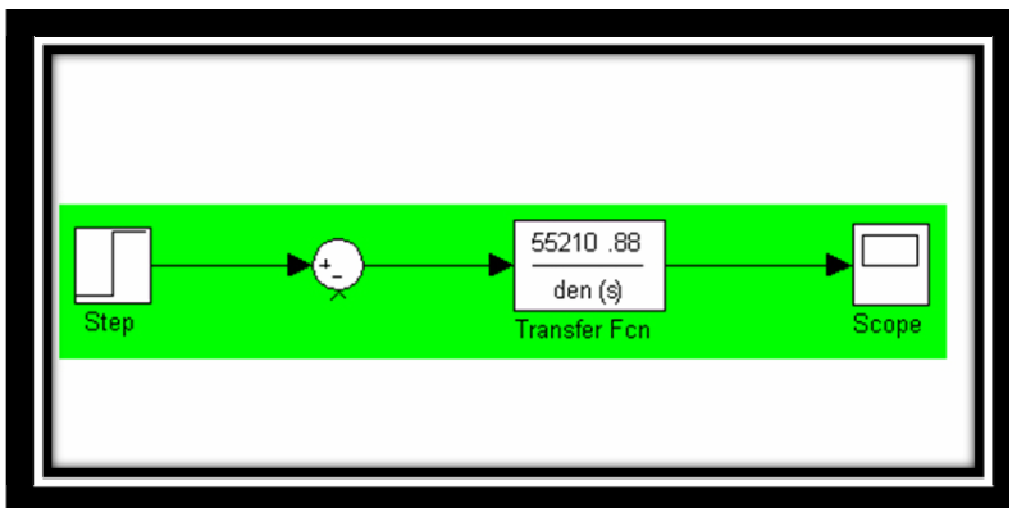 55210 .88
den (s)
Step
Transfer Fcn
Scope
+
-